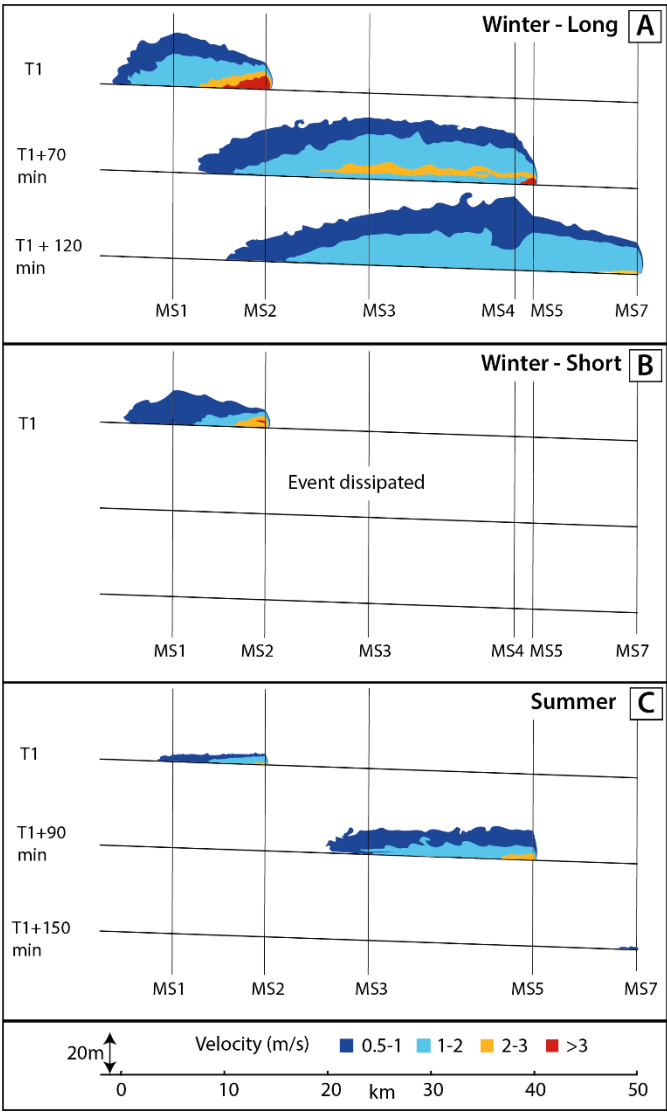 Winter - Long A
T1
T1+70
min
T1 + 120
min
MS1 MS2 MS3 MS4 MS5 MS7
Winter - Short B
T1
Event dissipated
MS1 MS2 MS3 MS4 MS5 MS7
Summer C
T1
T1+90
min
T1+150
min
MS1 MS2 MS3 MS5 MS7
20m
Velocity (m/s) 0.5-1 1-2 2-3 >3
0 10 20 km 30 40 50